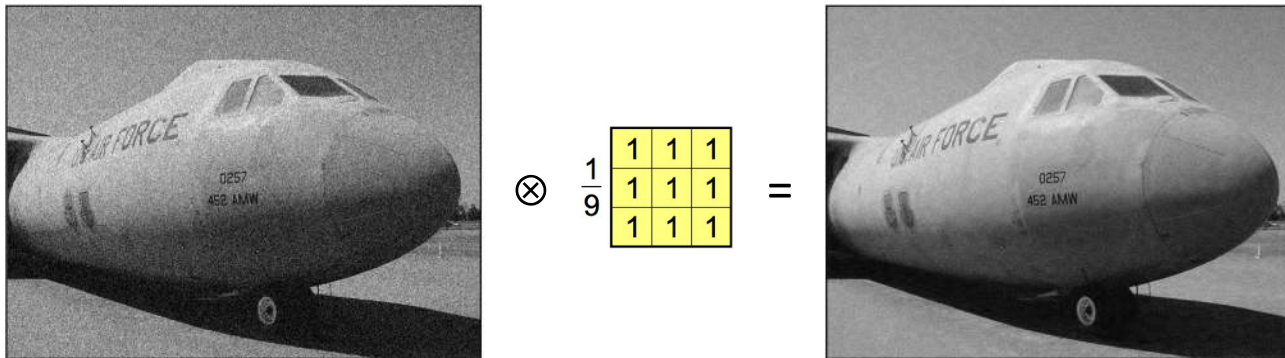 AIR FORCE
0257
452 AMW
⊗
1
9
1 1 1
1 1 1
1 1 1
=
AIR FORCE
0257
452 AMW